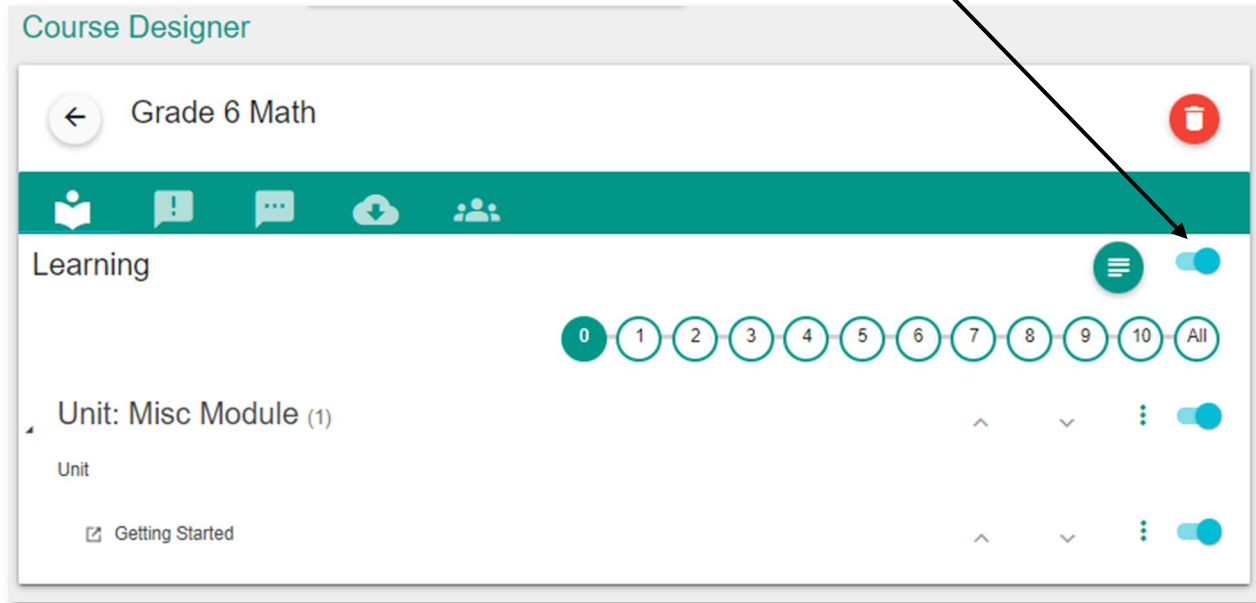 Course Designer
Grade 6 Math
Learning
0 1 2 3 4 5 6 7 8 9 10 All
Unit: Misc Module (1)
Unit
Getting Started